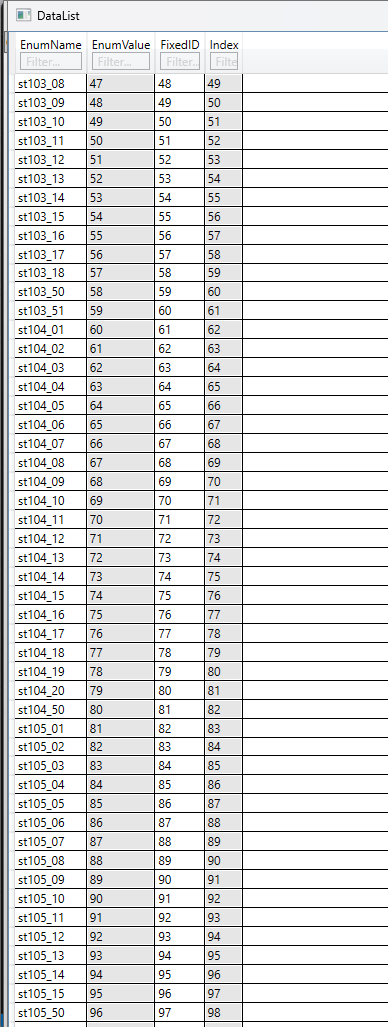 DataList
EnumName EnumValue FixedID Index
Filter... Filter... Filter... Filte
st103_08 47 48 49
st103_09 48 49 50
st103_10 49 50 51
st103_11 50 51 52
st103_12 51 52 53
st103_13 52 53 54
st103_14 53 54 55
st103_15 54 55 56
st103_16 55 56 57
st103_17 56 57 58
st103_18 57 58 59
st103_50 58 59 60
st103_51 59 60 61
st104_01 60 61 62
st104_02 61 62 63
st104_03 62 63 64
st104_04 63 64 65
st104_05 64 65 66
st104_06 65 66 67
st104_07 66 67 68
st104_08 67 68 69
st104_09 68 69 70
st104_10 69 70 71
st104_11 70 71 72
st104_12 71 72 73
st104_13 72 73 74
st104_14 73 74 75
st104_15 74 75 76
st104_16 75 76 77
st104_17 76 77 78
st104_18 77 78 79
st104_19 78 79 80
st104_20 79 80 81
st104_50 80 81 82
st105_01 81 82 83
st105_02 82 83 84
st105_03 83 84 85
st105_04 84 85 86
st105_05 85 86 87
st105_06 86 87 88
st105_07 87 88 89
st105_08 88 89 90
st105_09 89 90 91
st105_10 90 91 92
st105_11 91 92 93
st105_12 92 93 94
st105_13 93 94 95
st105_14 94 95 96
st105_15 95 96 97
st105_50 96 97 98